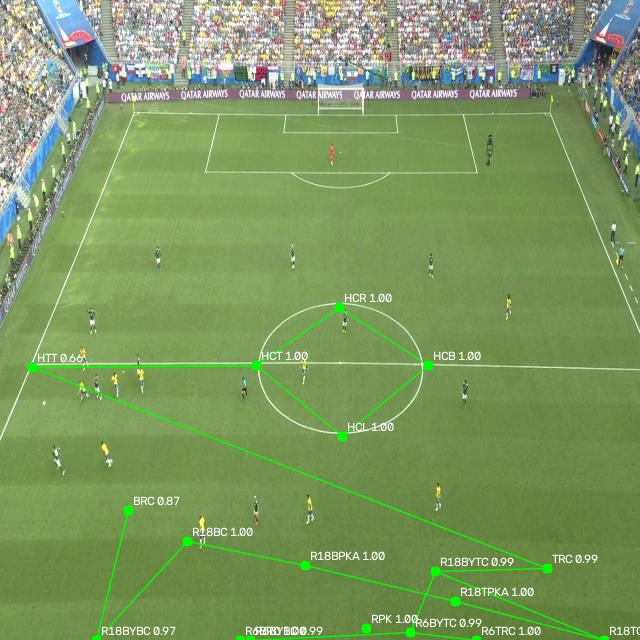 QATAR AIRWAYS QATAR AIRWAYS QATAR AIRWAYS QATAR AIRWAYS QATAR AIRWAYS QATAR AIRWAYS
HCR 1.00
HTT 0.66
HCT 1.00
HCB 1.00
HCL 1.00
BRC 0.87
R18BC 1.00
R18BPKA 1.00
R18BYTC 0.99
TRC 0.99
R18TPKA 1.00
RPK 1.00
R6BYTC 0.99
R18BYBC 0.97
R6TRC 1.00